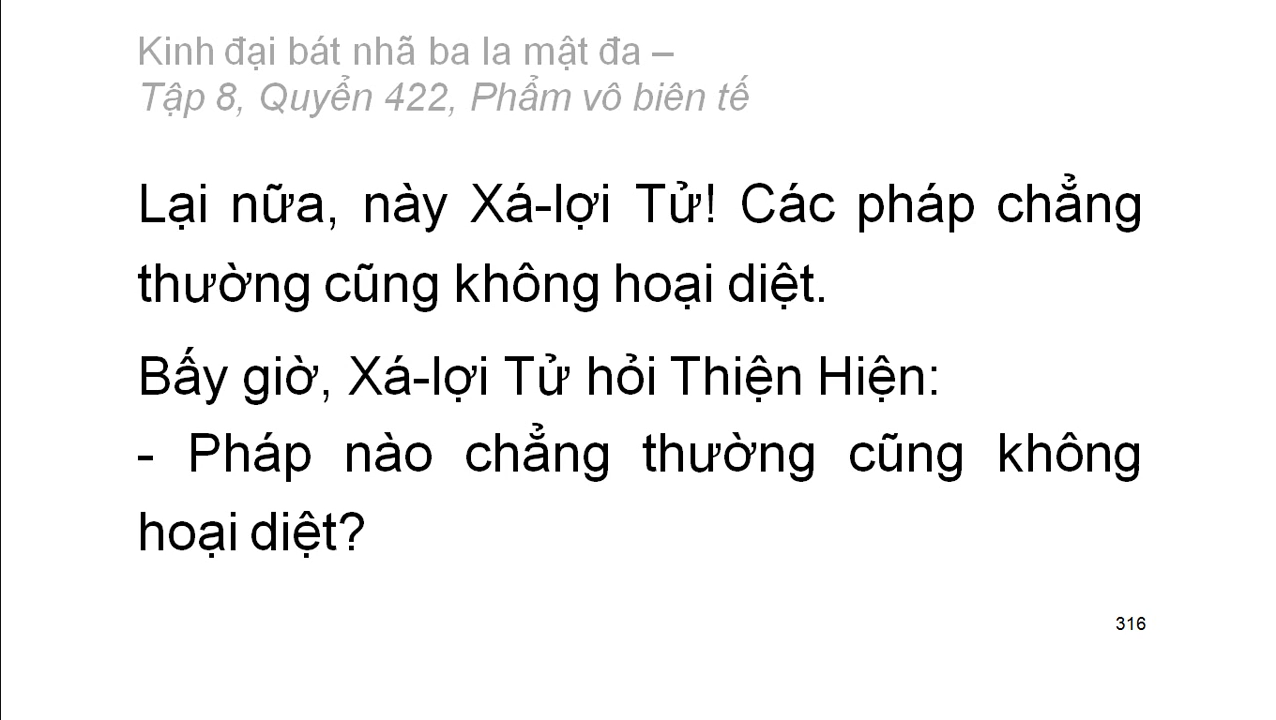 Kinh đại bát nhã ba la mật đa –
Tập 8, Quyển 422, Phẩm vô biên tế
Lại nữa, này Xá-lợi Tử! Các pháp chẳng
thường cũng không hoại diệt.
Bấy giờ, Xá-lợi Tử hỏi Thiện Hiện:
- Pháp nào chẳng thường cũng không
hoại diệt?
316